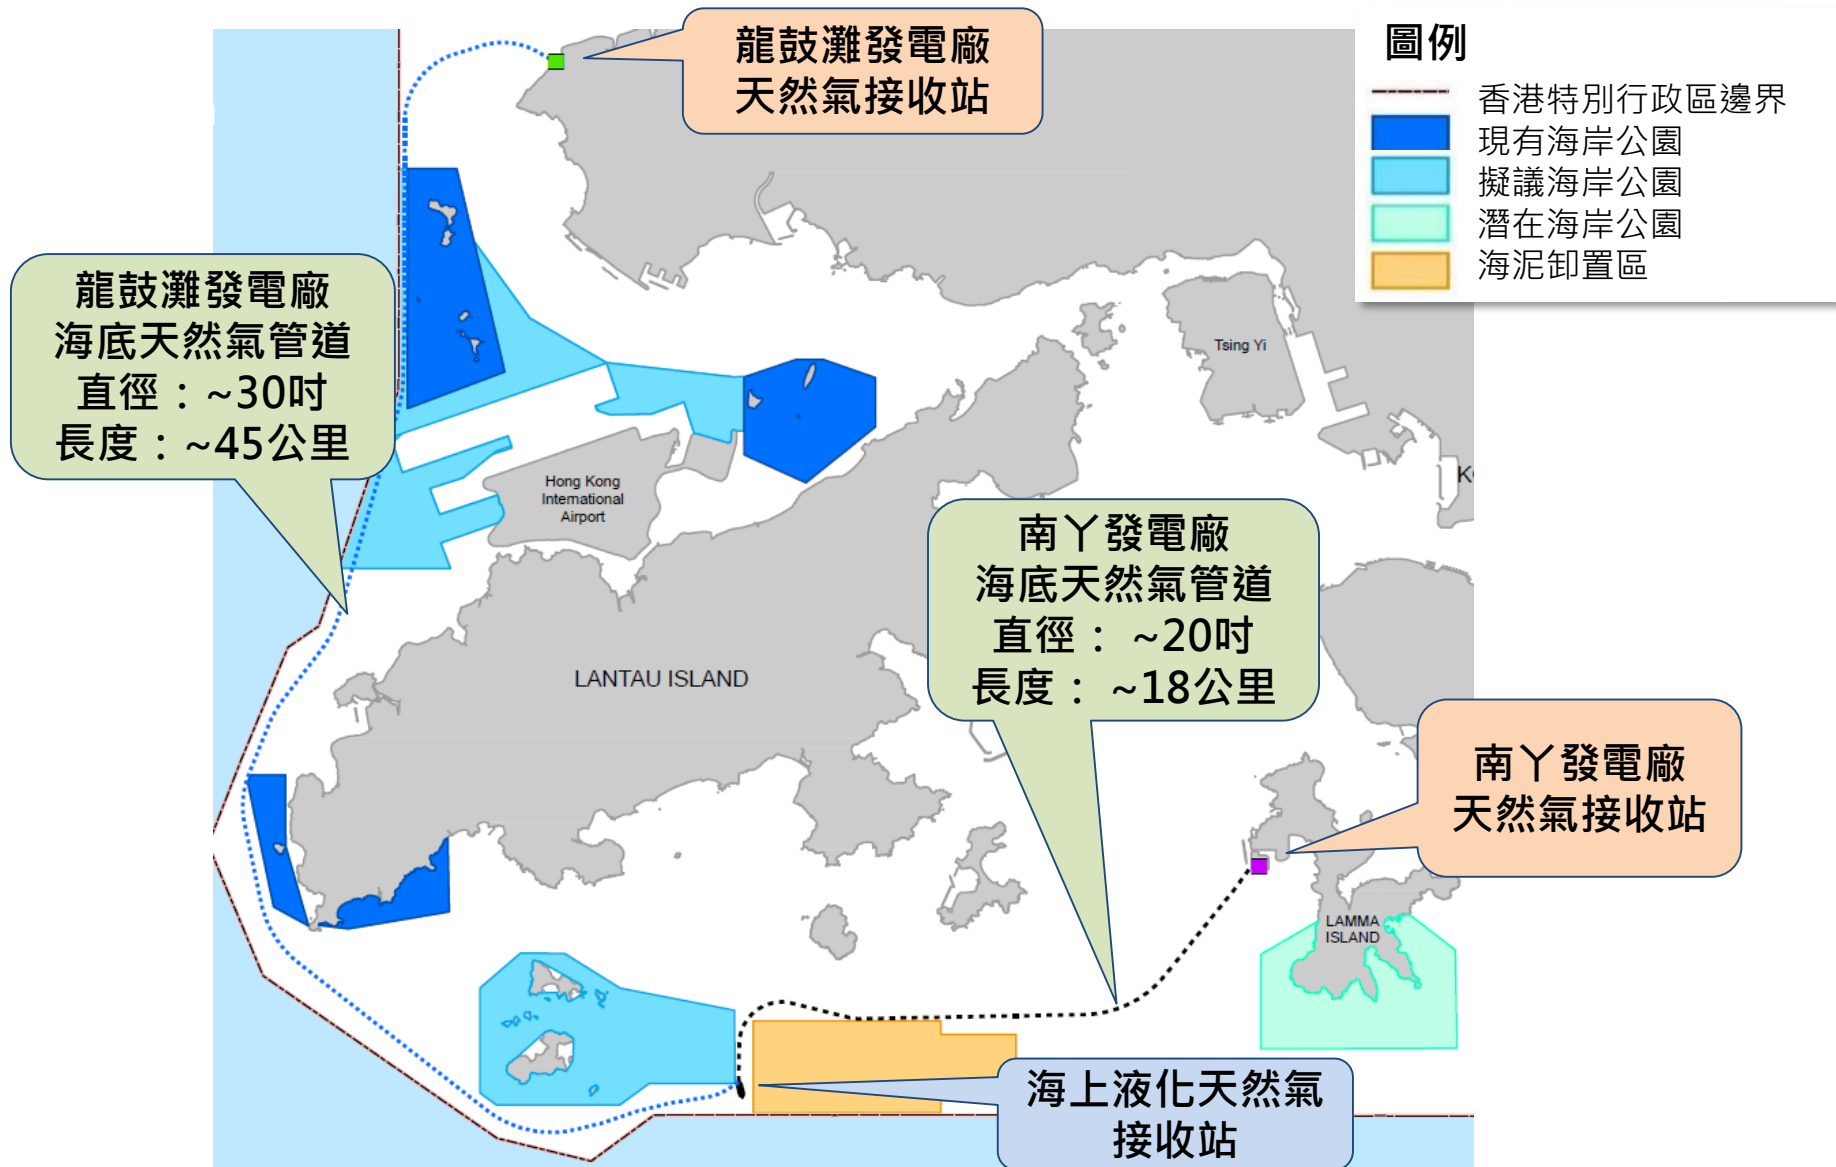 龍鼓灘發電廠
天然氣接收站
圖例
香港特別行政區邊界
現有海岸公園
擬議海岸公園
潛在海岸公園
海泥卸置區
龍鼓灘發電廠
海底天然氣管道
直徑：~30吋
長度：~45公里
Tsing Yi
Hong Kong
International
Airport
南丫發電廠
海底天然氣管道
直徑： ~20吋
長度： ~18公里
LANTAU ISLAND
南丫發電廠
天然氣接收站
LAMMA
ISLAND
海上液化天然氣
接收站